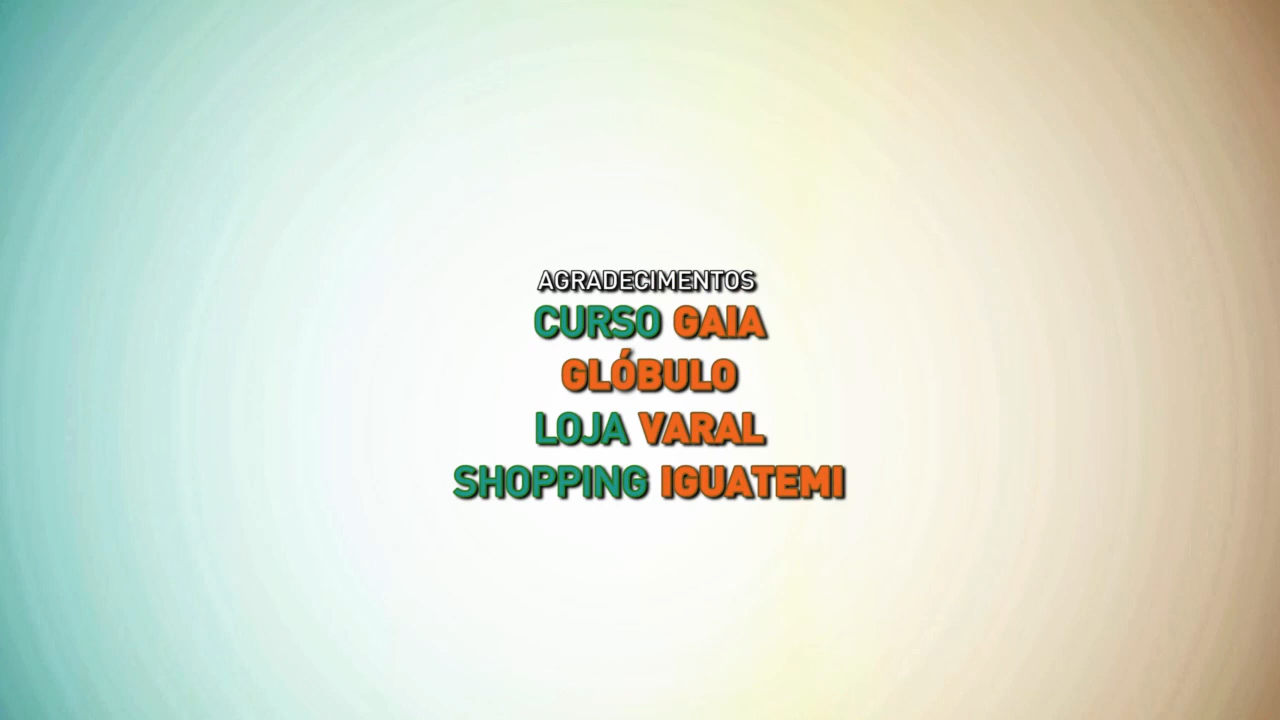 AGRADECIMENTOS
CURSO GAIA
GLÓBULO
LOJA VARAL
SHOPPING IGUATEMI